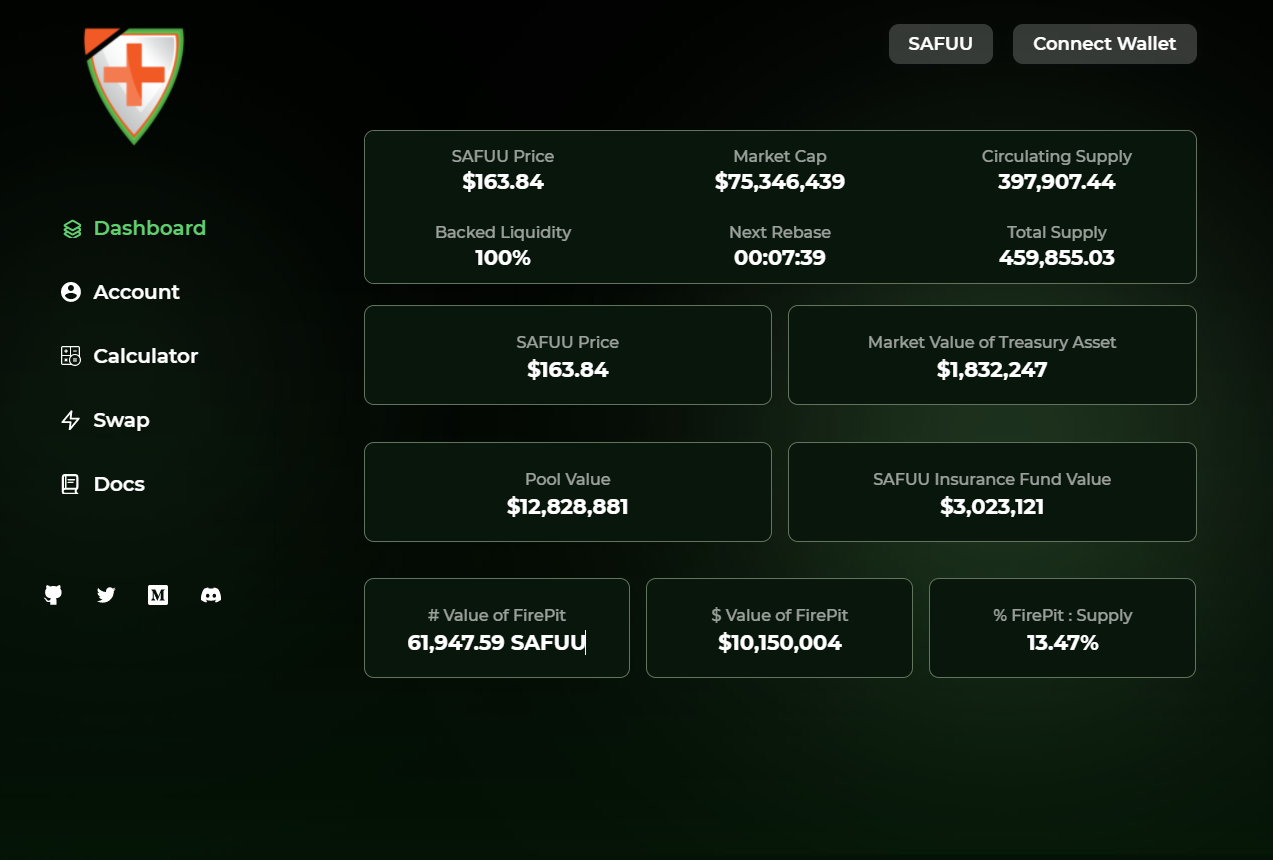 SAFUU
Connect Wallet
SAFUU Price
$163.84
Market Cap
$75,346,439
Circulating Supply
397,907.44
Backed Liquidity
100%
Next Rebase
00:07:39
Total Supply
459,855.03
Dashboard
Account
Calculator
Swap
Docs
M
SAFUU Price
$163.84
Market Value of Treasury Asset
$1,832,247
Pool Value
$12,828,881
SAFUU Insurance Fund Value
$3,023,121
# Value of FirePit
61,947.59 SAFUU
$ Value of FirePit
$10,150,004
% FirePit : Supply
13.47%